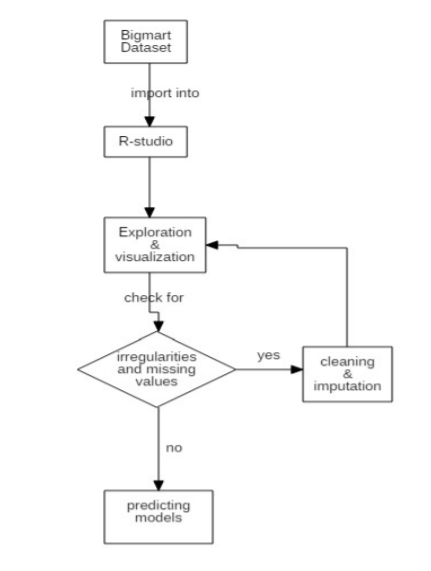 Bigmart
Dataset
import into
R-studio
Exploration
&
visualization
check for
irregularities
and missing
values
yes
cleaning
&
imputation
no
predicting
models